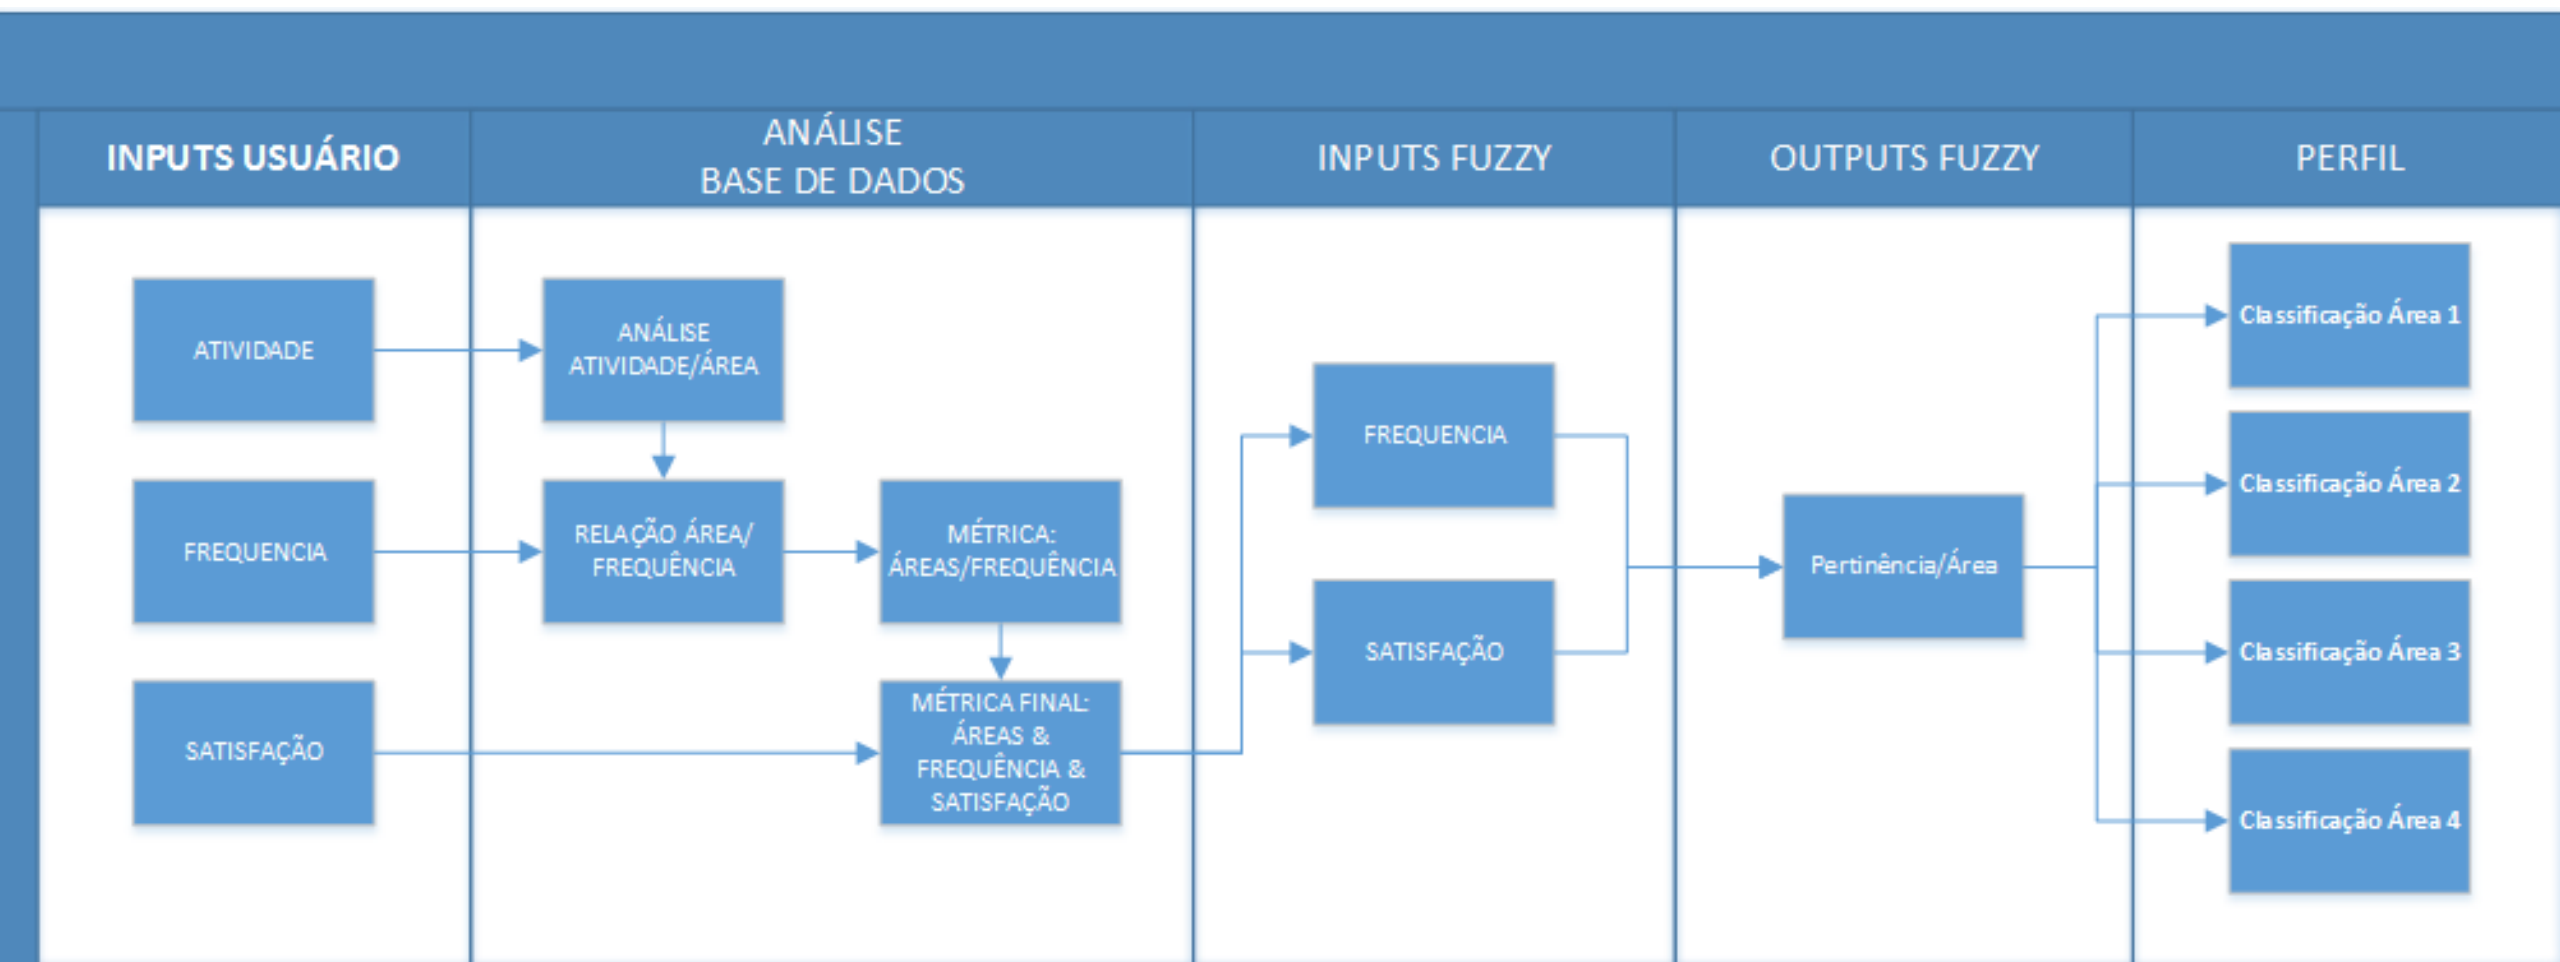 INPUTS USUÁRIO
ANÁLISE
BASE DE DADOS
INPUTS FUZZY
OUTPUTS FUZZY
PERFIL
ATIVIDADE
FREQUENCIA
SATISFAÇÃO
ANÁLISE
ATIVIDADE/ÁREA
RELAÇÃO ÁREA/
FREQUÊNCIA
MÉTRICA:
ÁREAS/FREQUÊNCIA
MÉTRICA FINAL:
ÁREAS &
FREQUÊNCIA &
SATISFAÇÃO
FREQUENCIA
SATISFAÇÃO
Pertinência/Área
Classificação Área 1
Classificação Área 2
Classificação Área 3
Classificação Área 4